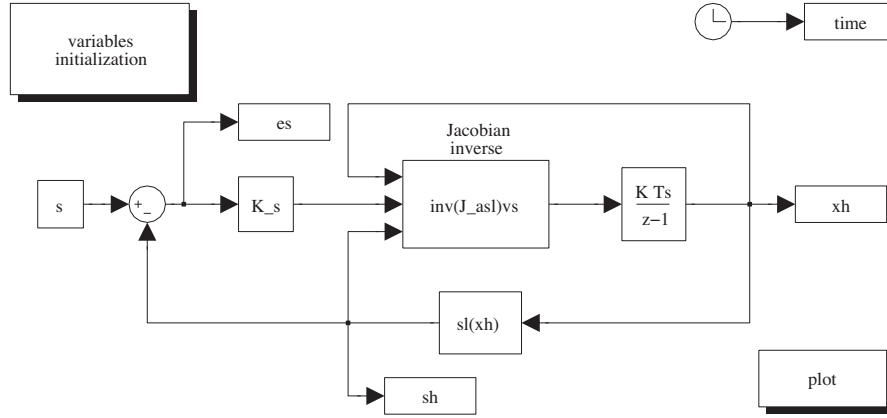 variables
initialization
time
es
Jacobian
inverse
s
+
_
K_s
inv(J_asl)vs
K Ts
z−1
xh
sl(xh)
sh
plot